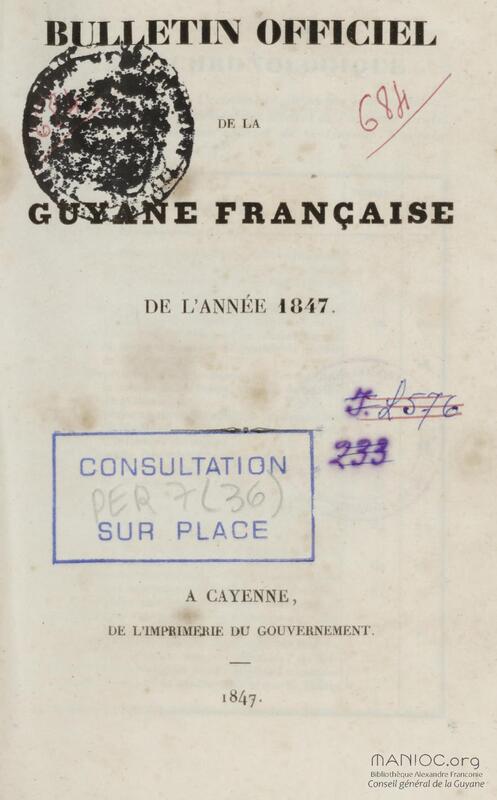 BULLETIN OFFICIEL
684
DE LA
GUYANE FRANÇAISE
DE L'ANNÉE 1847.
J. 2576
233
CONSULTATION
PER 7 (36)
SUR PLACE
A CAYENNE,
DE L'IMPRIMERIE DU GOUVERNEMENT.
1847.
MANIOC.org
Bibliothèque Alexandre Franconie
Conseil général de la Guyane